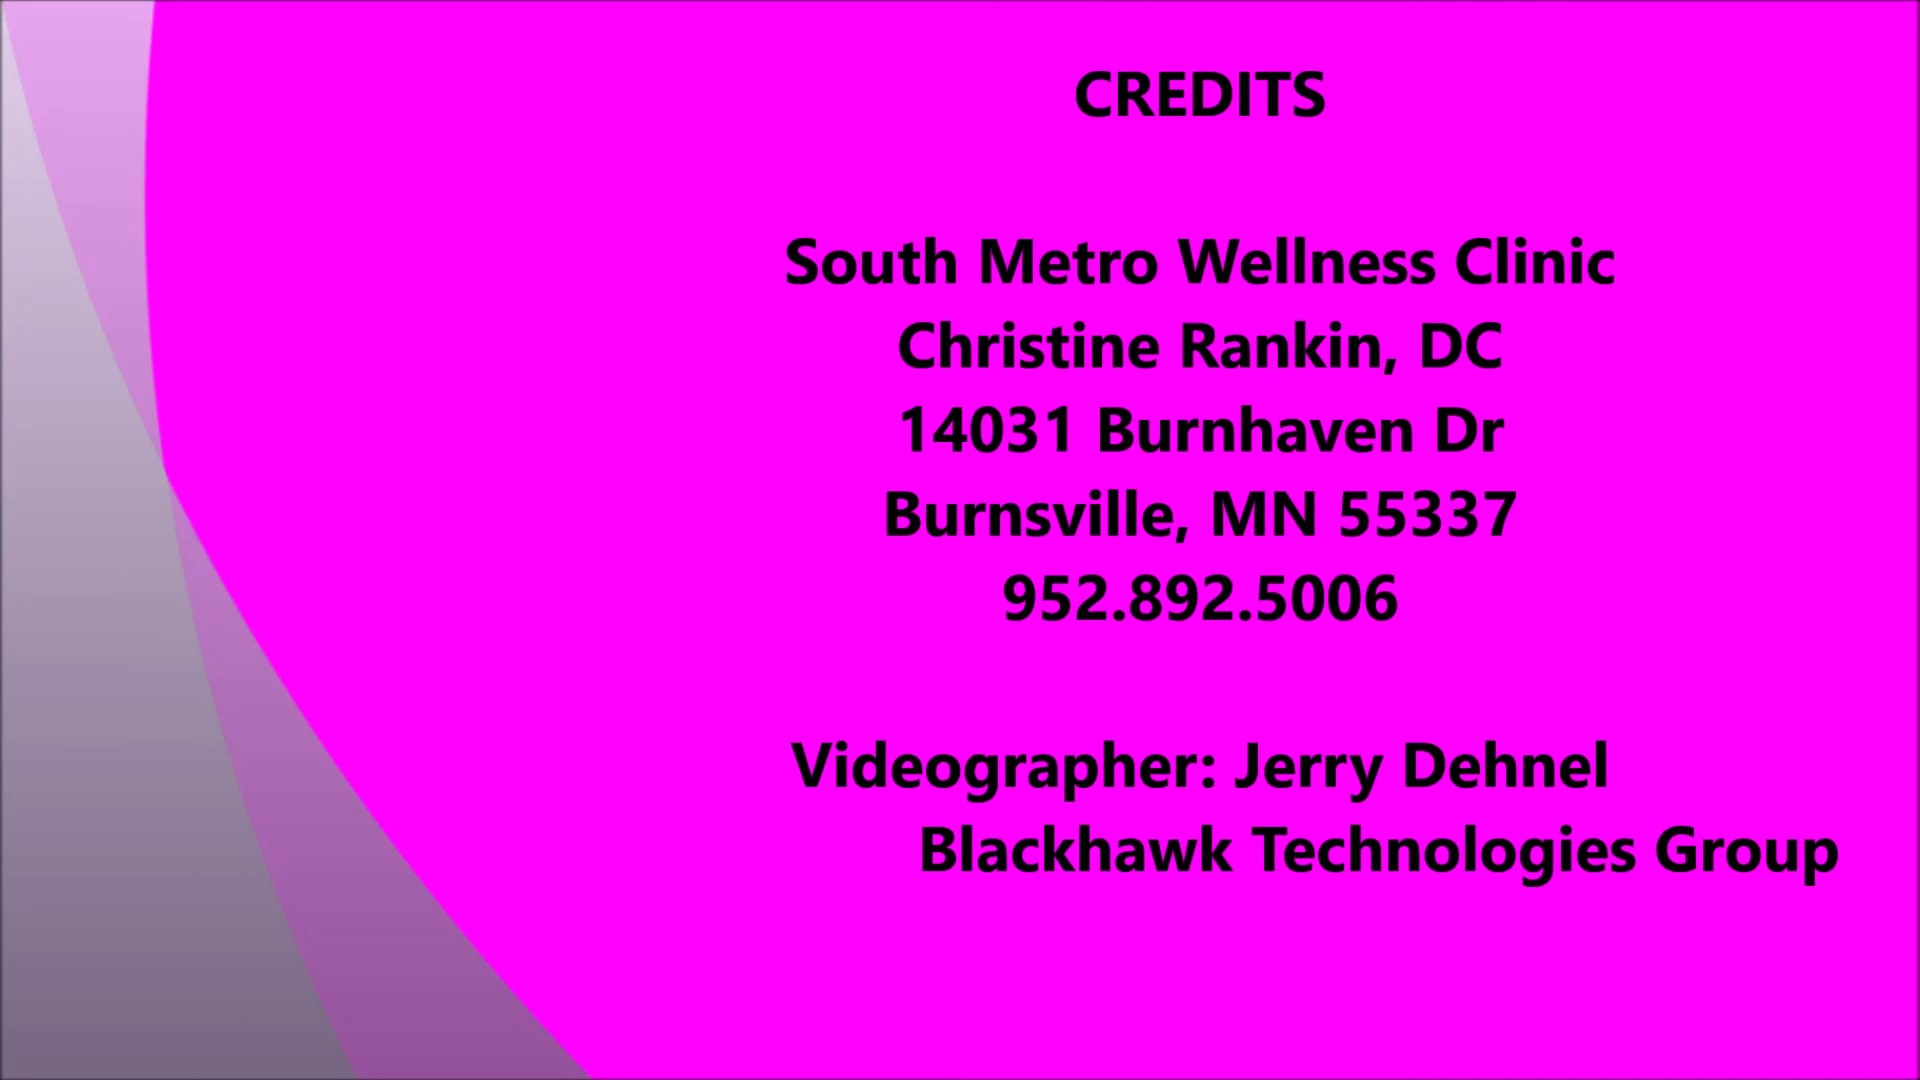 CREDITS
South Metro Wellness Clinic
Christine Rankin, DC
14031 Burnhaven Dr
Burnsville, MN 55337
952.892.5006
Videographer: Jerry Dehnel
Blackhawk Technologies Group